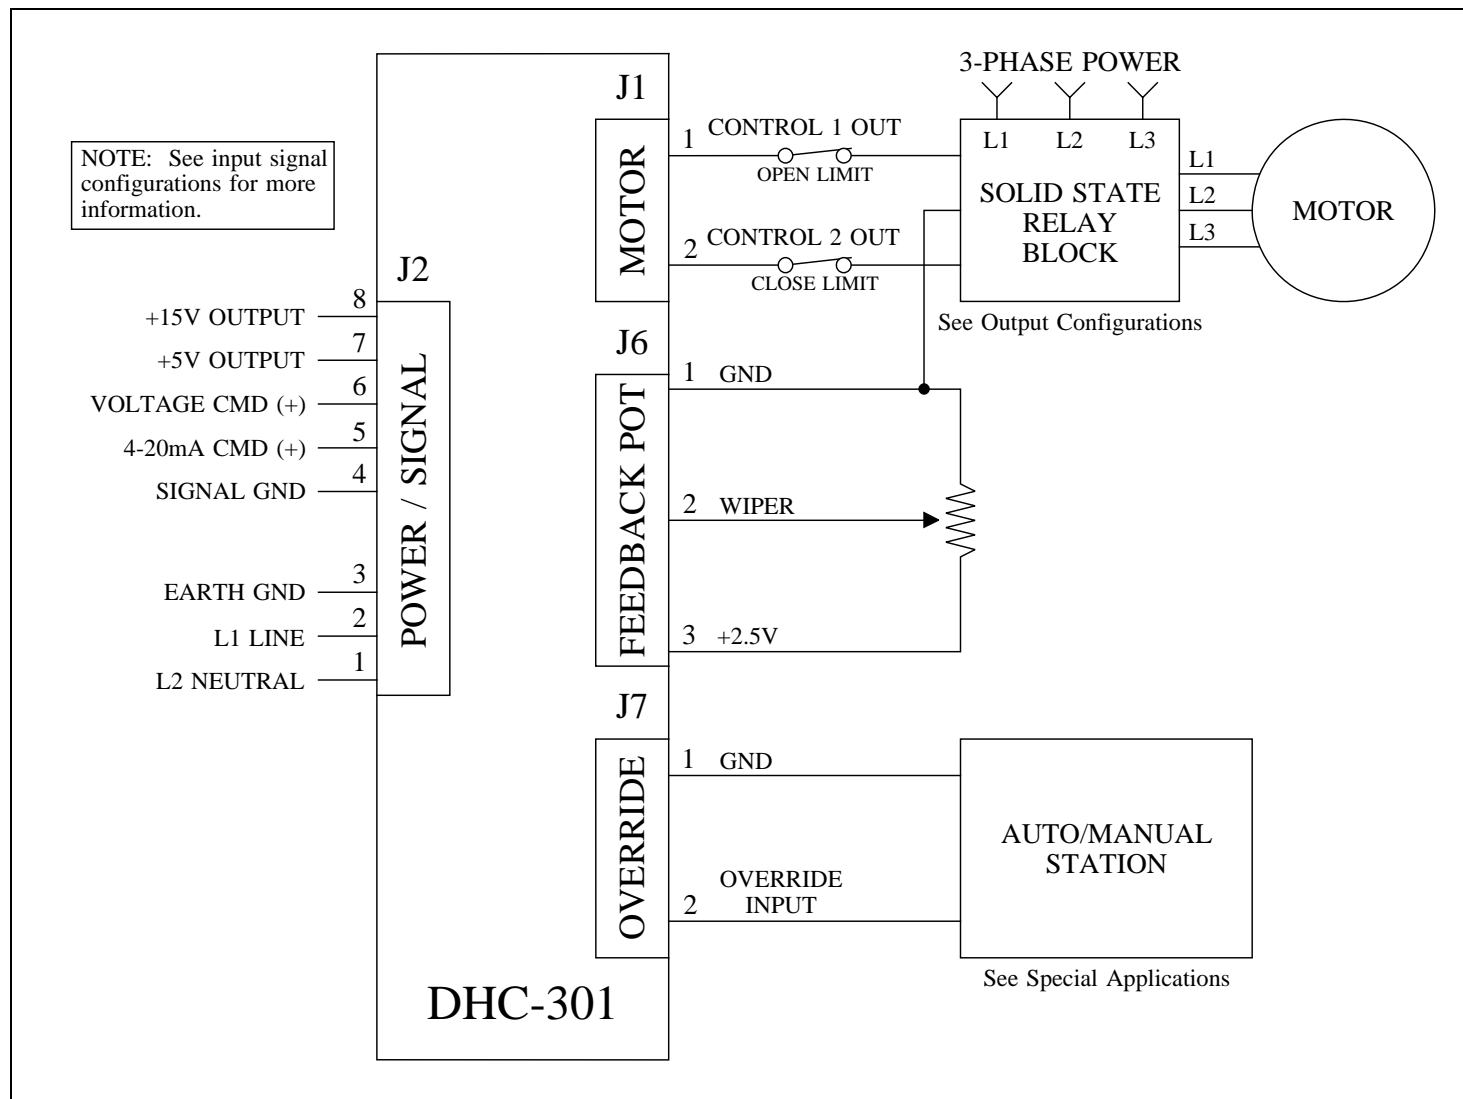 NOTE: See input signal
configurations for more
information.
J2
8
+15V OUTPUT
7
+5V OUTPUT
6
VOLTAGE CMD (+)
5
4-20mA CMD (+)
4
SIGNAL GND
3
EARTH GND
2
L1 LINE
1
L2 NEUTRAL
POWER / SIGNAL
DHC-301
J1
MOTOR
1
CONTROL 1 OUT
OPEN LIMIT
2
CONTROL 2 OUT
CLOSE LIMIT
3-PHASE POWER
L1 L2 L3
SOLID STATE
RELAY
BLOCK
See Output Configurations
L1
L2
L3
MOTOR
J6
FEEDBACK POT
1 GND
2 WIPER
3 +2.5V
J7
OVERRIDE
1 GND
2
OVERRIDE
INPUT
AUTO/MANUAL
STATION
See Special Applications